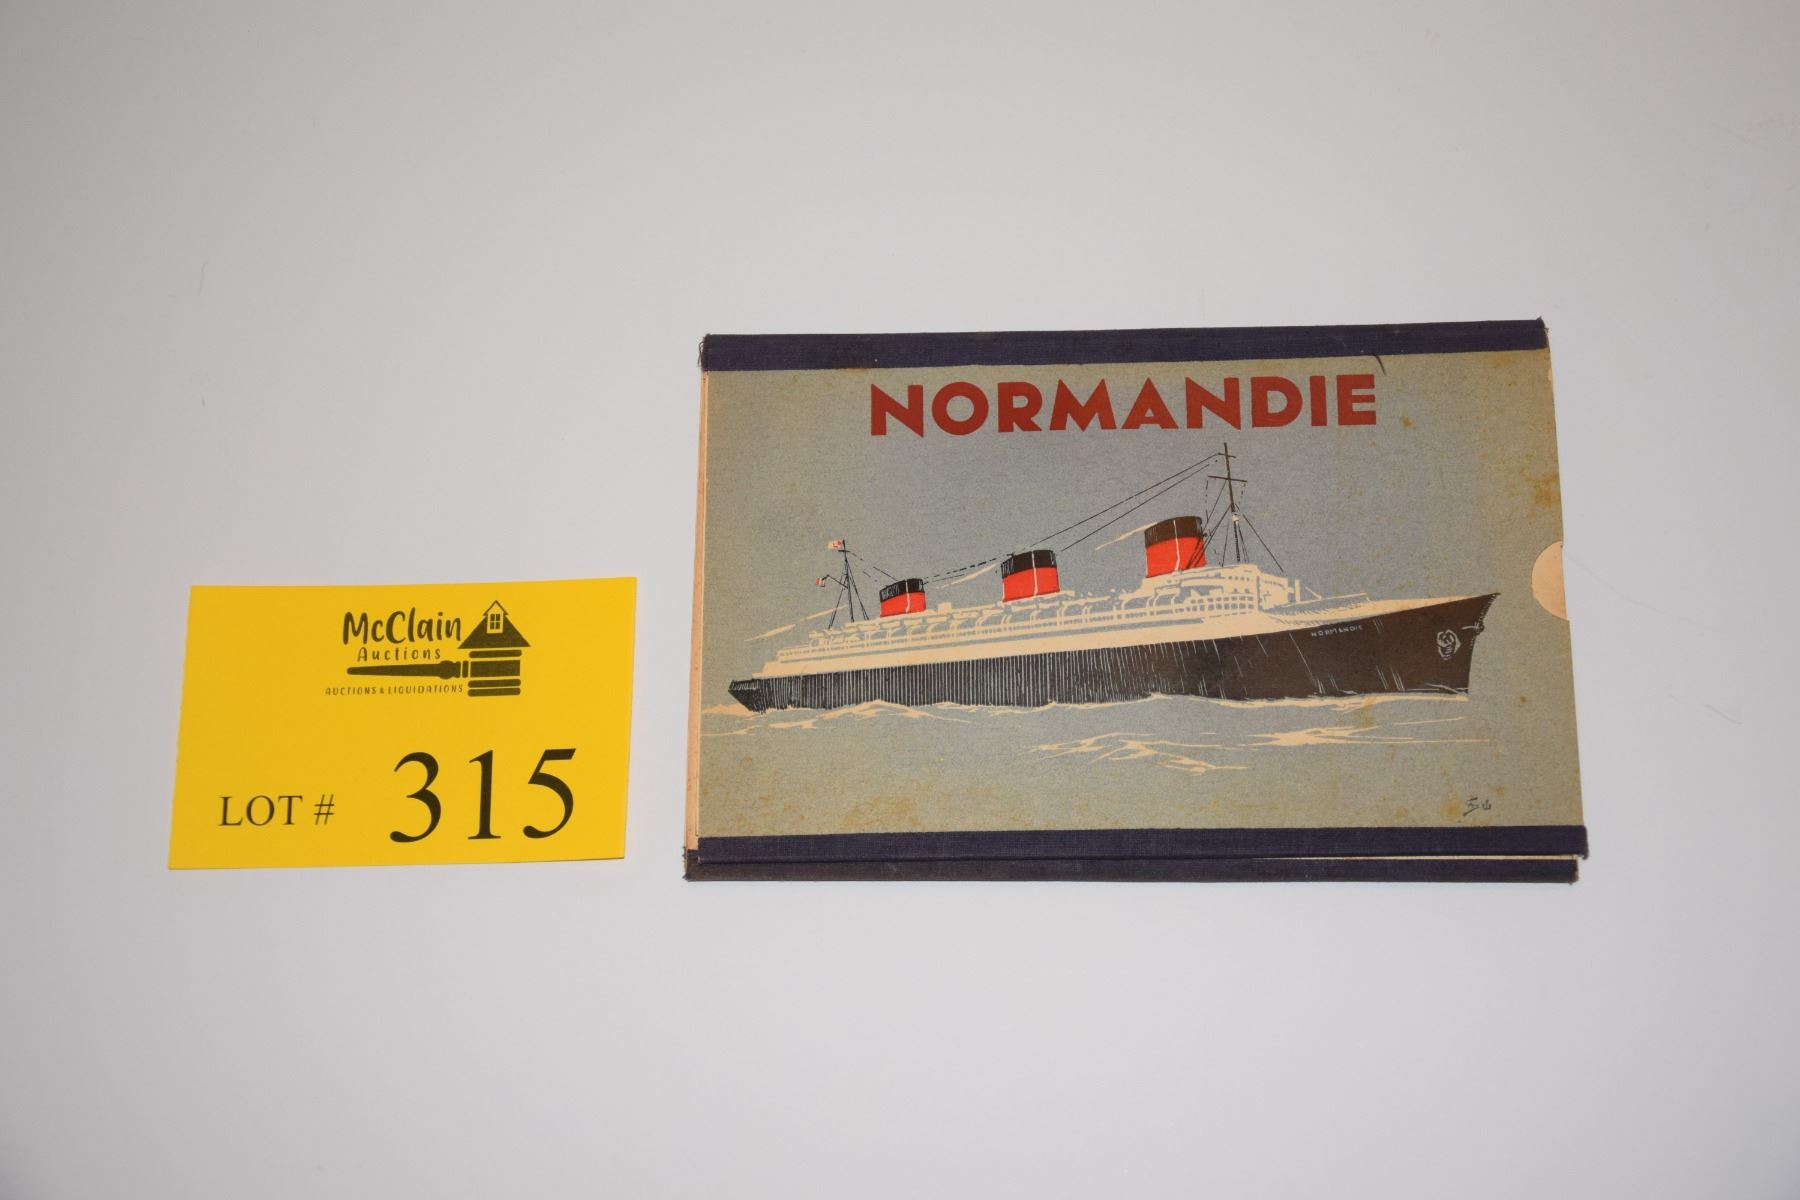 McClain
Auctions
AUCTIONS & LIQUIDATIONS
LOT # 315
NORMANDIE
NORMANDIE